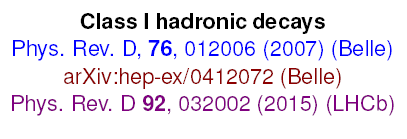 Class I hadronic decays
Phys. Rev. D, 76, 012006 (2007) (Belle)
arXiv:hep-ex/0412072 (Belle)
Phys. Rev. D 92, 032002 (2015) (LHCb)